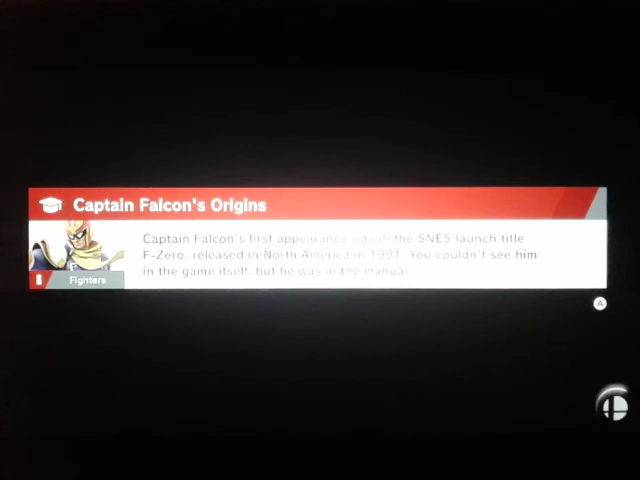 Captain Falcon's Origins
Captain Falcon's first appearance was in the SNES launch title
F-Zero, released in North America in 1991. You couldn't see him
in the game itself, but he was in the manual.
Fighters
A